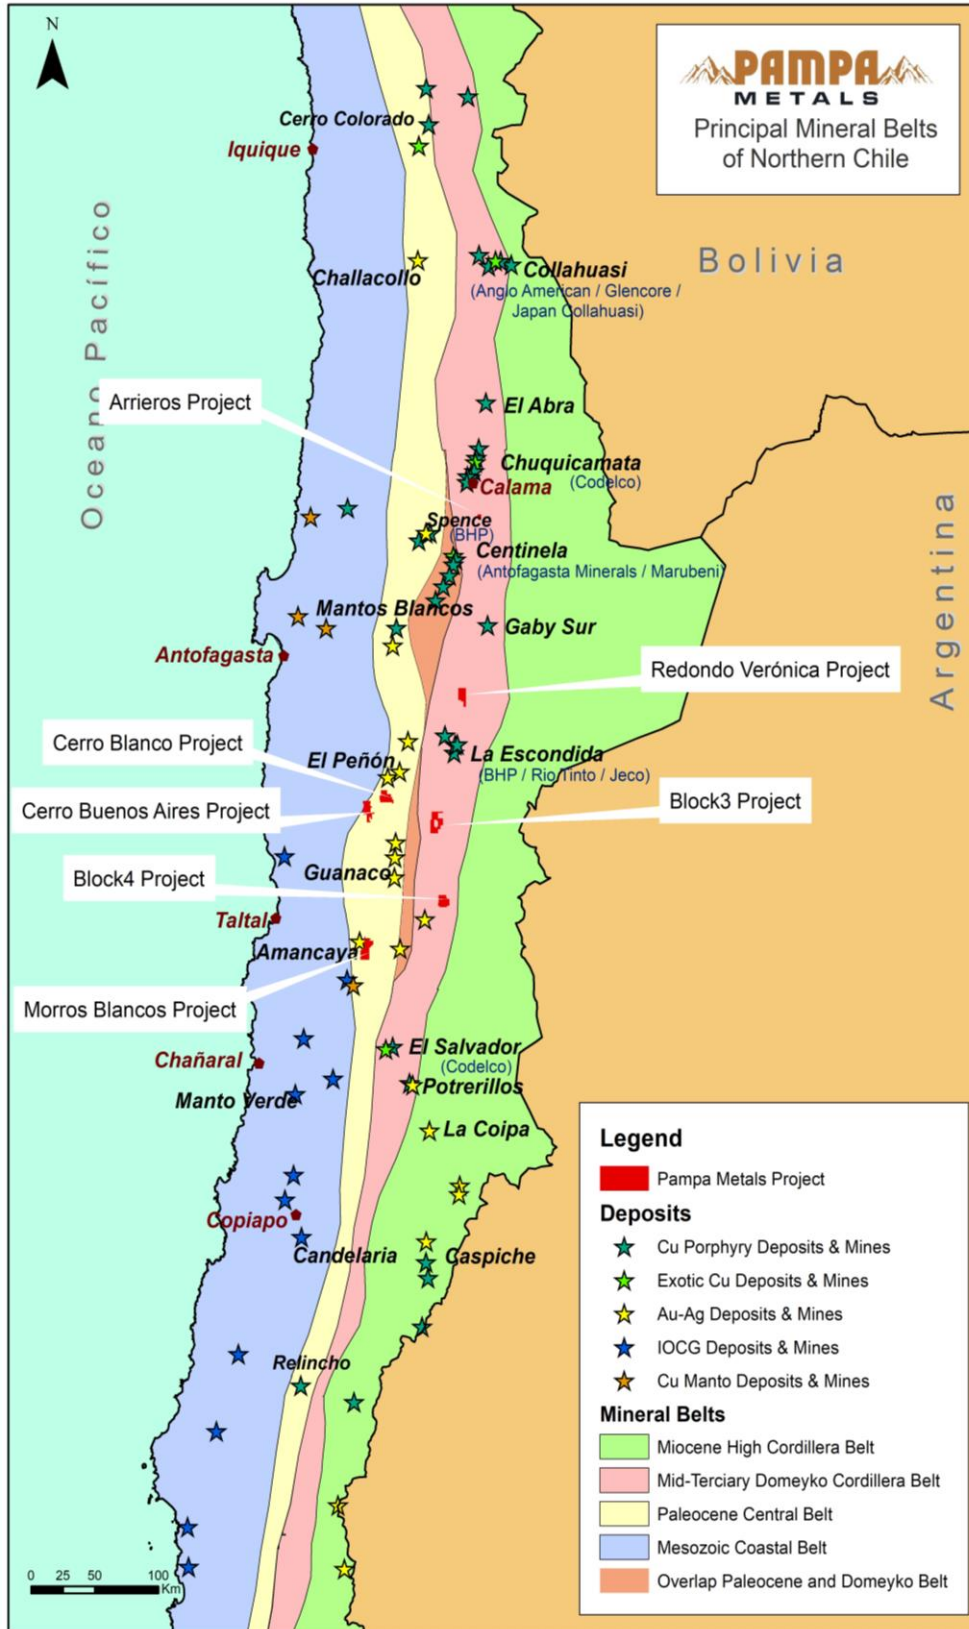 N
PAMPA
METALS
Principal Mineral Belts
of Northern Chile
Cerro Colorado
Iquique
Oceano Pacífico
Bolivia
Challacollo
Collahuasi
(Anglo American / Glencore /
Japan Collahuasi)
Arrieros Project
El Abra
Chuquicamata
(Codelco)
Calama
Spence
(BHP)
Centinela
(Antofagasta Minerals / Marubeni)
Argentina
Mantos Blancos
Gaby Sur
Antofagasta
Redondo Verónica Project
Cerro Blanco Project
El Peñón
La Escondida
(BHP / Rio Tinto / Jeco)
Cerro Buenos Aires Project
Block3 Project
Block4 Project
Guanaco
Taltal
Amancaya
Morros Blancos Project
El Salvador
(Codelco)
Chañaral
Potrerillos
Manto Verde
La Coipa
Copiapo
Candelaria
Caspiche
Relincho
0 25 50 100
Km
Legend
Pampa Metals Project
Deposits
Cu Porphyry Deposits & Mines
Exotic Cu Deposits & Mines
Au-Ag Deposits & Mines
IOCG Deposits & Mines
Cu Manto Deposits & Mines
Mineral Belts
Miocene High Cordillera Belt
Mid-Terciary Domeyko Cordillera Belt
Paleocene Central Belt
Mesozoic Coastal Belt
Overlap Paleocene and Domeyko Belt